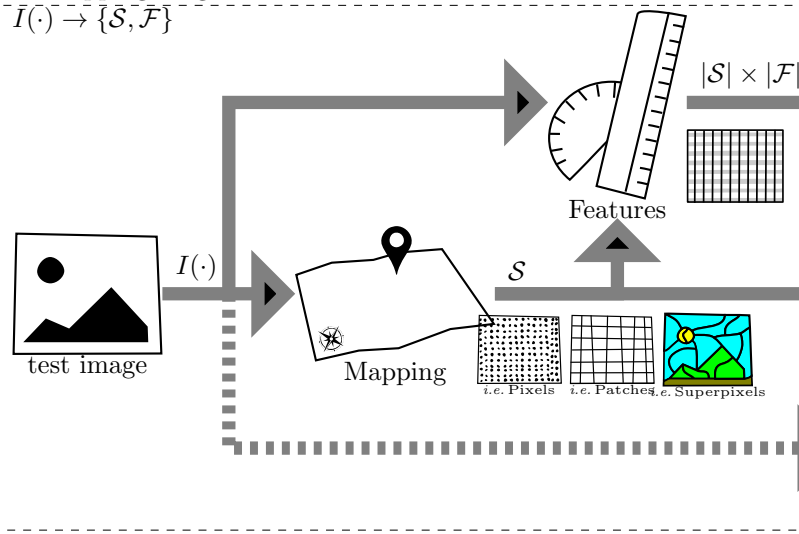 I(·) → {𝒮, ℱ}
|𝒮| × |ℱ|
Features
I(·)
𝒮
test image
Mapping
i.e. Pixels
i.e. Patches
i.e. Superpixels